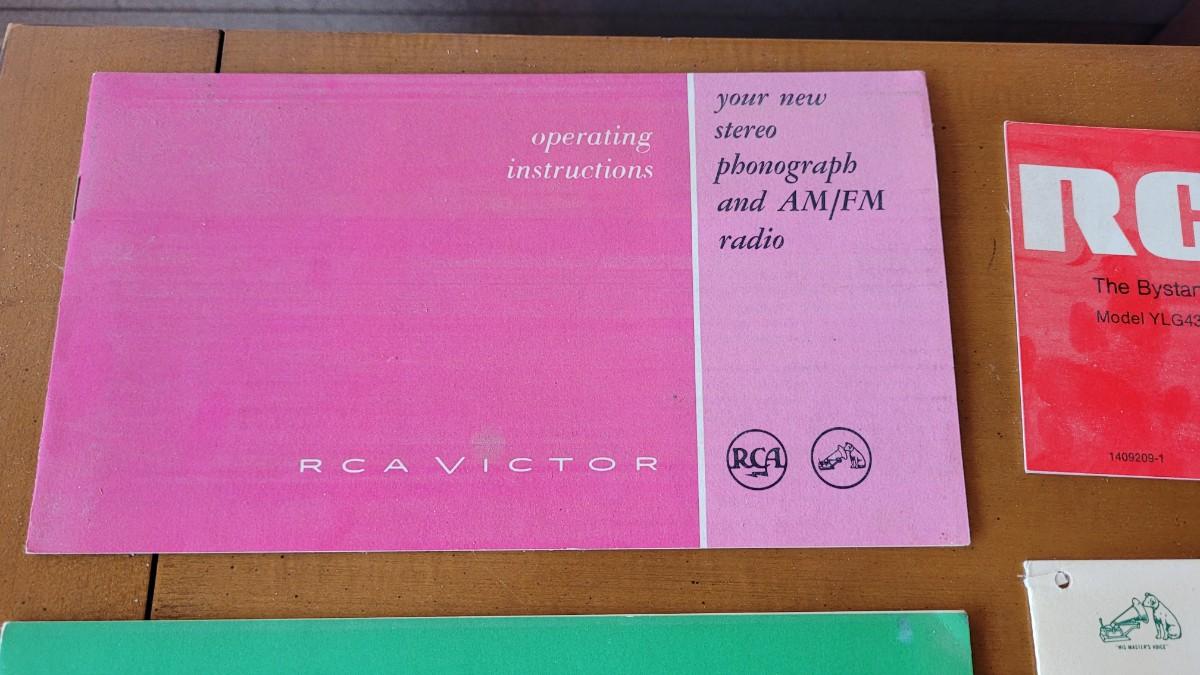 operating
instructions
your new
stereo
phonograph
and AM/FM
radio
RCA VICTOR
RCA
RC
The Bystan
Model YLG43
1409209-1
"HIS MASTER'S VOICE"